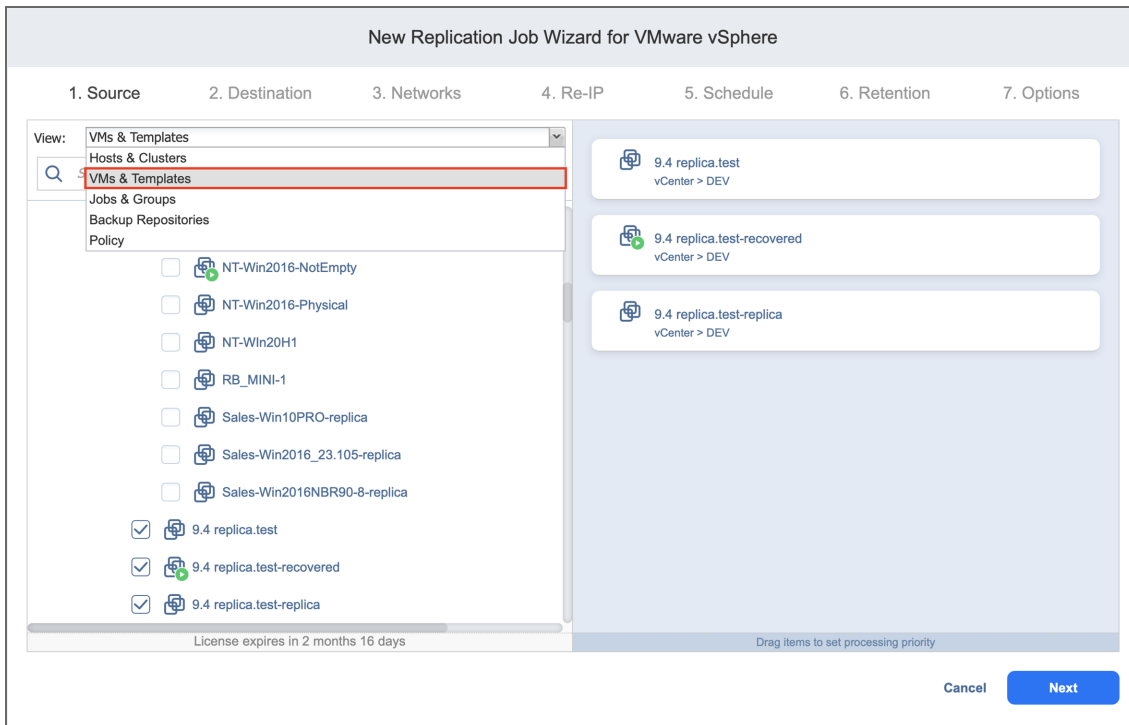 New Replication Job Wizard for VMware vSphere
1. Source 2. Destination 3. Networks 4. Re-IP 5. Schedule 6. Retention 7. Options
View: VMs & Templates
Hosts & Clusters
VMs & Templates
Jobs & Groups
Backup Repositories
Policy
NT-Win2016-NotEmpty
NT-Win2016-Physical
NT-WIn20H1
RB_MINI-1
Sales-Win10PRO-replica
Sales-Win2016_23.105-replica
Sales-Win2016NBR90-8-replica
9.4 replica.test
9.4 replica.test-recovered
9.4 replica.test-replica
License expires in 2 months 16 days
9.4 replica.test
vCenter > DEV
9.4 replica.test-recovered
vCenter > DEV
9.4 replica.test-replica
vCenter > DEV
Drag items to set processing priority
Cancel Next